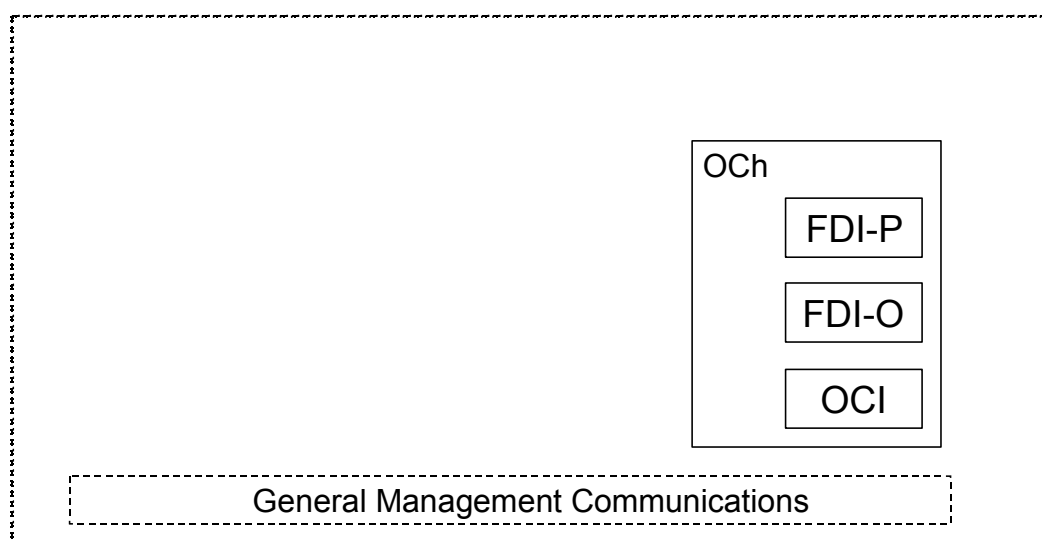 OCh
FDI-P
FDI-O
OCI
General Management Communications